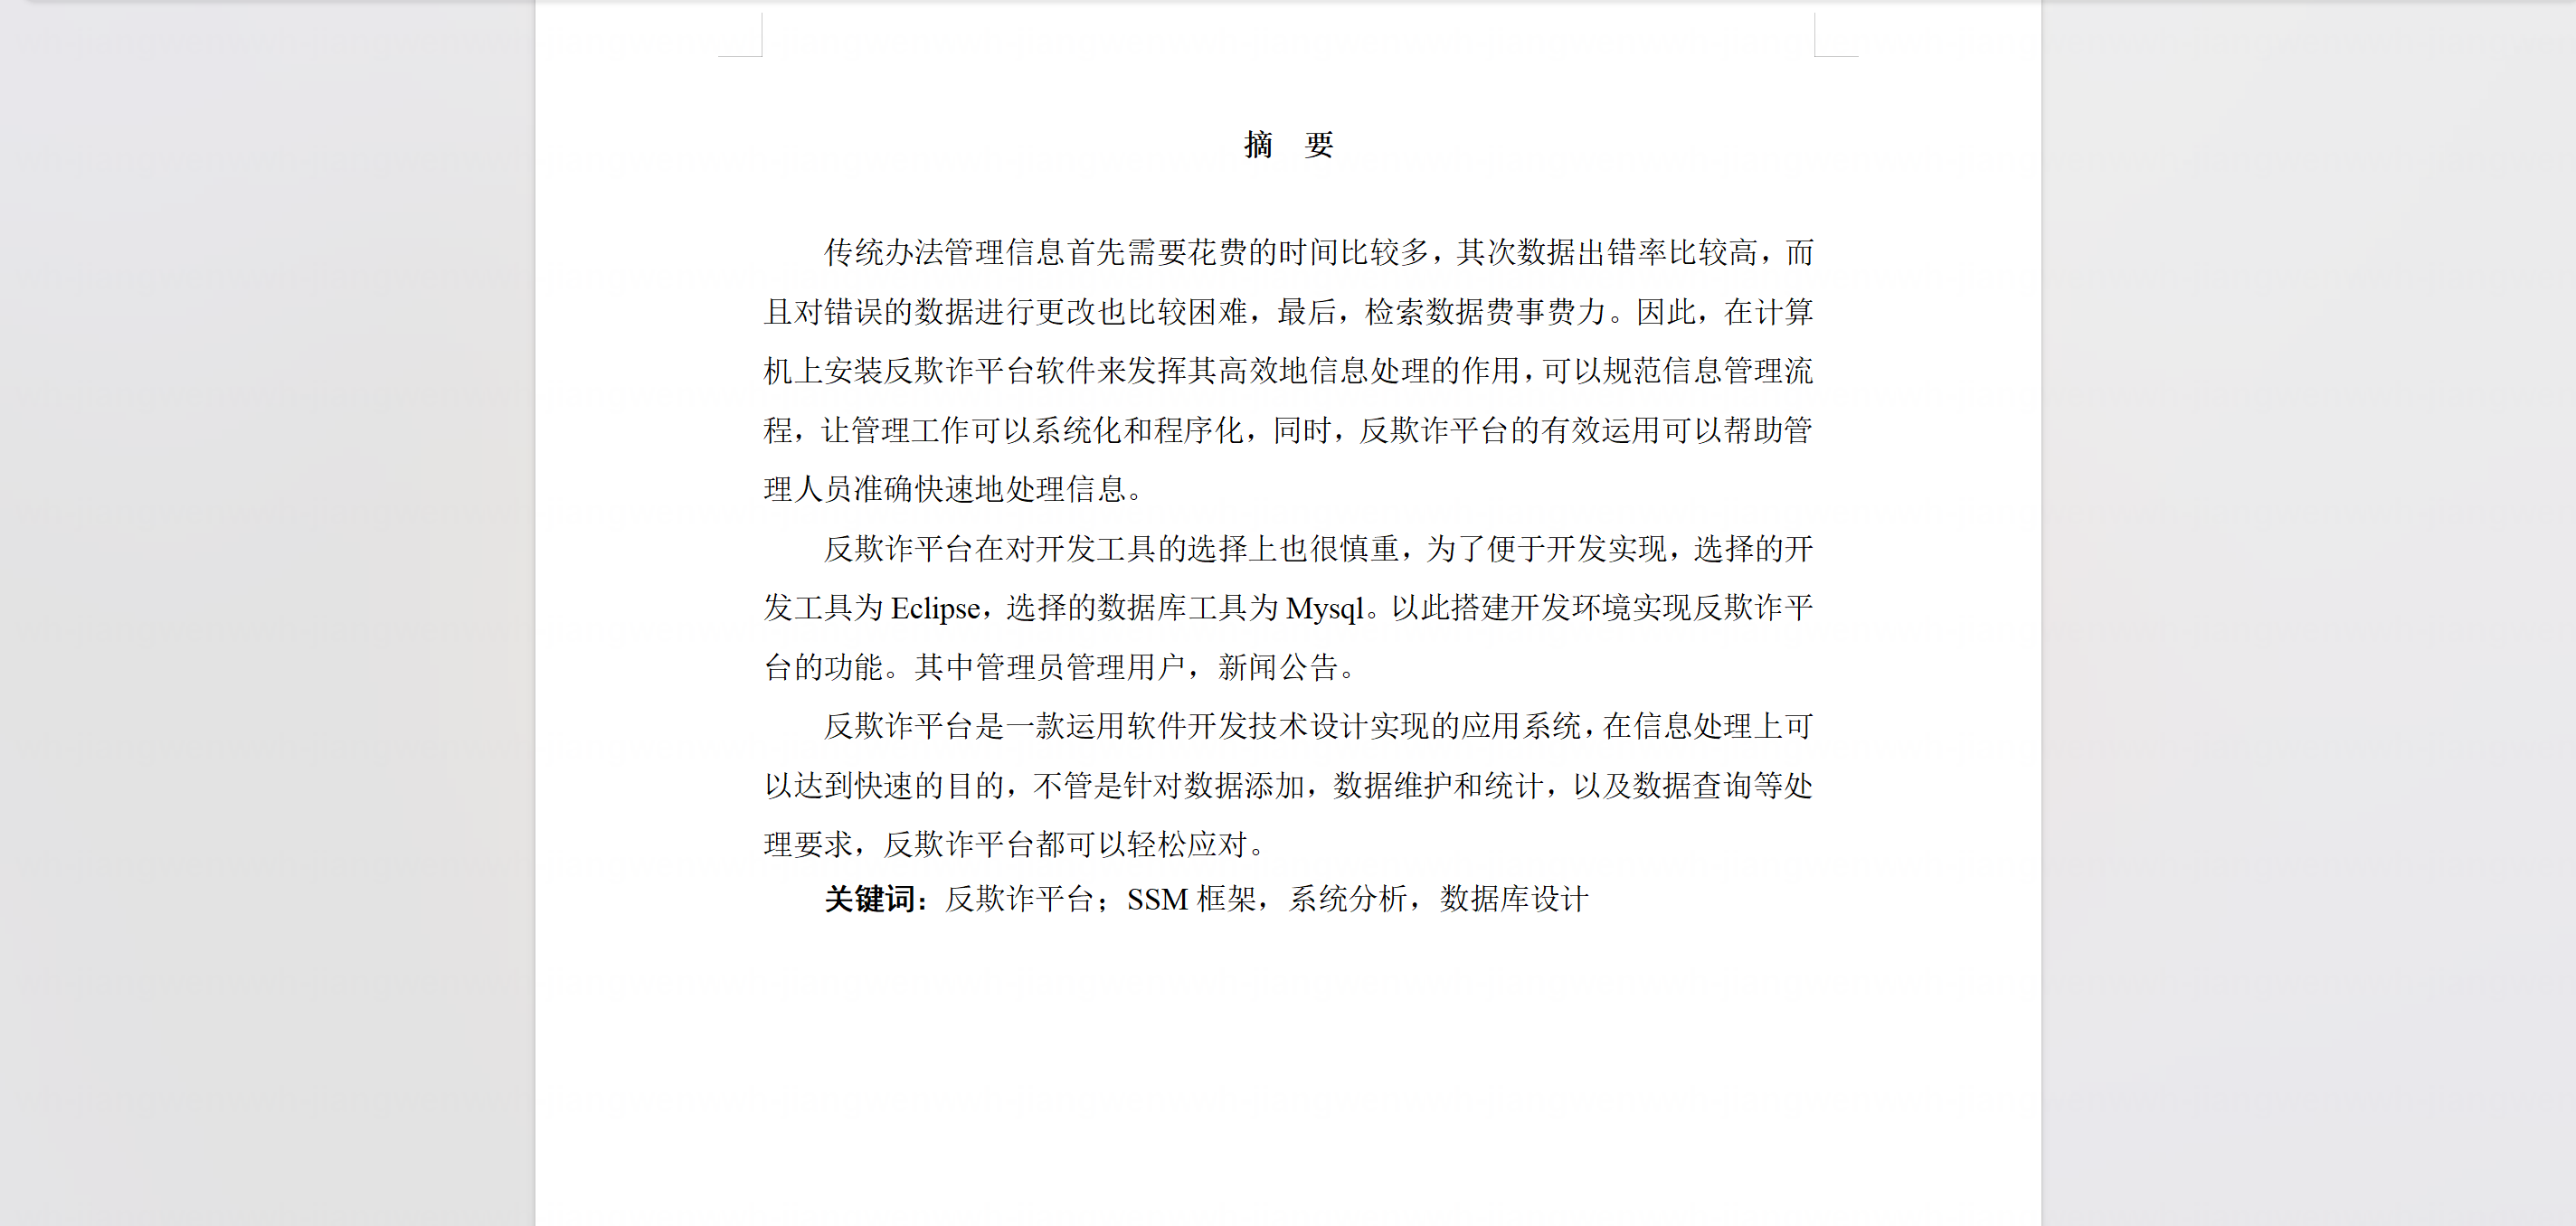 摘 要
传统办法管理信息首先需要花费的时间比较多，其次数据出错率比较高，而
且对错误的数据进行更改也比较困难，最后，检索数据费事费力。因此，在计算
机上安装反欺诈平台软件来发挥其高效地信息处理的作用，可以规范信息管理流
程，让管理工作可以系统化和程序化，同时，反欺诈平台的有效运用可以帮助管
理人员准确快速地处理信息。
反欺诈平台在对开发工具的选择上也很慎重，为了便于开发实现，选择的开
发工具为 Eclipse，选择的数据库工具为 Mysql。以此搭建开发环境实现反欺诈平
台的功能。其中管理员管理用户，新闻公告。
反欺诈平台是一款运用软件开发技术设计实现的应用系统，在信息处理上可
以达到快速的目的，不管是针对数据添加，数据维护和统计，以及数据查询等处
理要求，反欺诈平台都可以轻松应对。
关键词：反欺诈平台；SSM 框架，系统分析，数据库设计